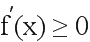 f′(x) ≥ 0